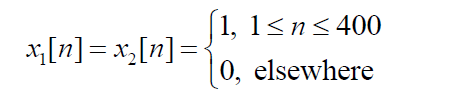 x₁[n] = x₂[n] = { 1, 1 ≤ n ≤ 400
0, elsewhere